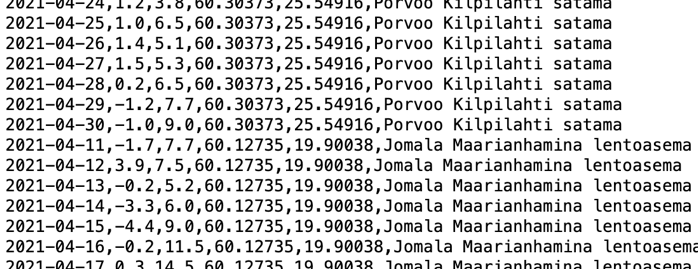 2021-04-24,1.2,3.8,60.30373,25.54916,Porvoo Kilpilahti satama
2021-04-25,1.0,6.5,60.30373,25.54916,Porvoo Kilpilahti satama
2021-04-26,1.4,5.1,60.30373,25.54916,Porvoo Kilpilahti satama
2021-04-27,1.5,5.3,60.30373,25.54916,Porvoo Kilpilahti satama
2021-04-28,0.2,6.5,60.30373,25.54916,Porvoo Kilpilahti satama
2021-04-29,-1.2,7.7,60.30373,25.54916,Porvoo Kilpilahti satama
2021-04-30,-1.0,9.0,60.30373,25.54916,Porvoo Kilpilahti satama
2021-04-11,-1.7,7.7,60.12735,19.90038,Jomala Maarianhamina lentoasema
2021-04-12,3.9,7.5,60.12735,19.90038,Jomala Maarianhamina lentoasema
2021-04-13,-0.2,5.2,60.12735,19.90038,Jomala Maarianhamina lentoasema
2021-04-14,-3.3,6.0,60.12735,19.90038,Jomala Maarianhamina lentoasema
2021-04-15,-4.4,9.0,60.12735,19.90038,Jomala Maarianhamina lentoasema
2021-04-16,-0.2,11.5,60.12735,19.90038,Jomala Maarianhamina lentoasema
2021-04-17,0.3,14.5,60.12735,19.90038,Jomala Maarianhamina lentoasema